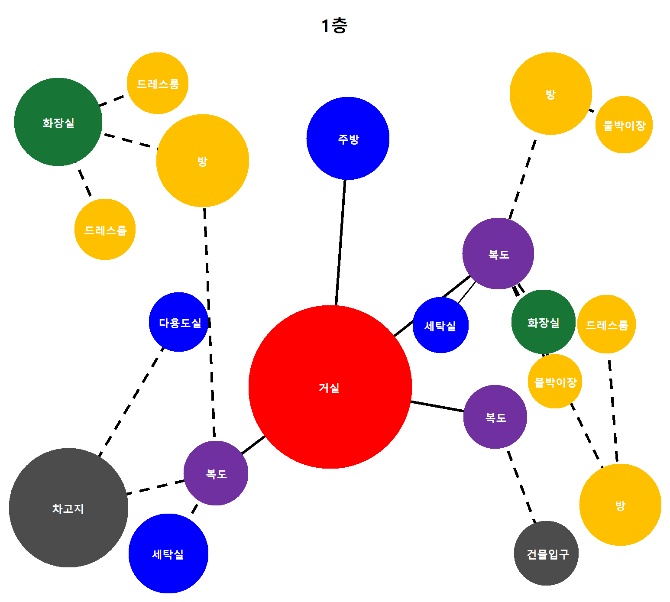 1층
드레스룸
화장실
방
드레스룸
주방
방
붙박이장
복도
다용도실
세탁실
화장실
드레스룸
붙박이장
거실
복도
복도
차고지
세탁실
방
건물입구